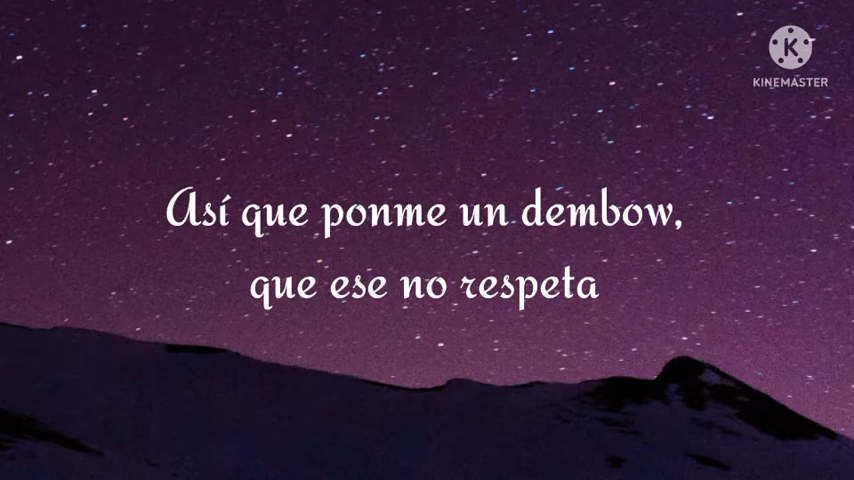 KINEMASTER
Así que ponme un dembow,
que ese no respeta